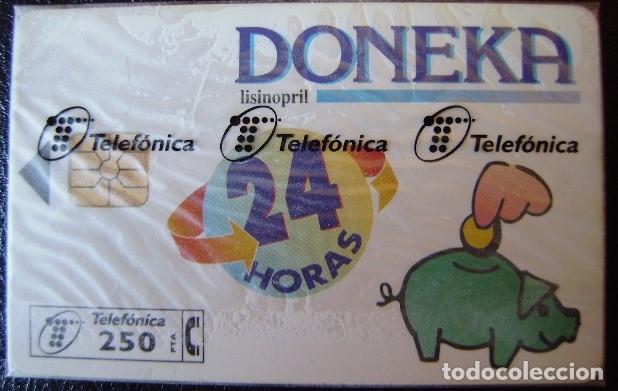 DONEKA
lisinopril
Telefónica Telefónica Telefónica
24
HORAS
Telefónica
250 PTA
todocoleccion